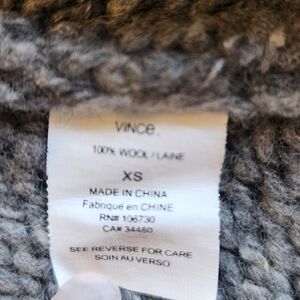 VINCE.
100% WOOL / LAINE
XS
MADE IN CHINA
Fabriqué en CHINE
RN# 106730
CA# 34480
SEE REVERSE FOR CARE
SOIN AU VERSO